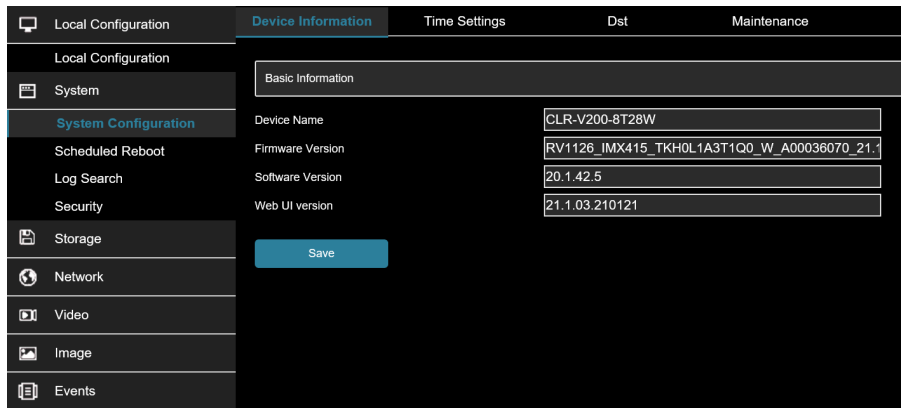 Local Configuration
Local Configuration
System
System Configuration
Scheduled Reboot
Log Search
Security
Storage
Network
Video
Image
Events
Device Information Time Settings Dst Maintenance
Basic Information
Device Name CLR-V200-8T28W
Firmware Version RV1126_IMX415_TKH0L1A3T1Q0_W_A00036070_21.1
Software Version 20.1.42.5
Web UI version 21.1.03.210121
Save